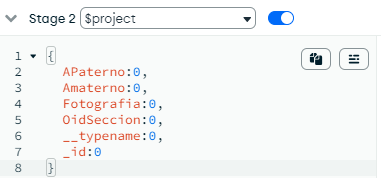 Stage 2 $project
1 {
2 APaterno:0,
3 Amaterno:0,
4 Fotografia:0,
5 OidSeccion:0,
6 __typename:0,
7 _id:0
8 }